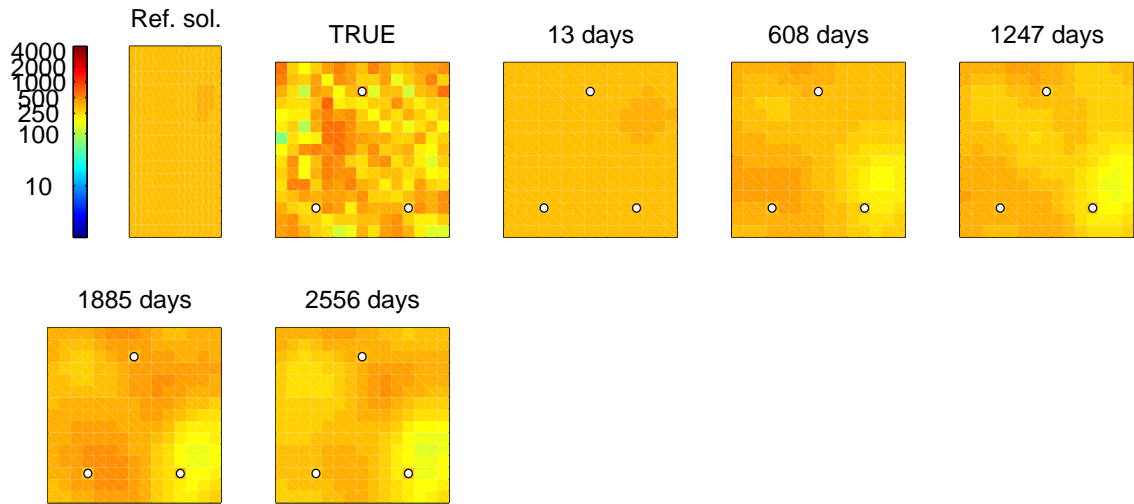 Ref. sol.
TRUE
13 days
608 days
1247 days
4000
2000
1000
500
250
100
10
1885 days
2556 days